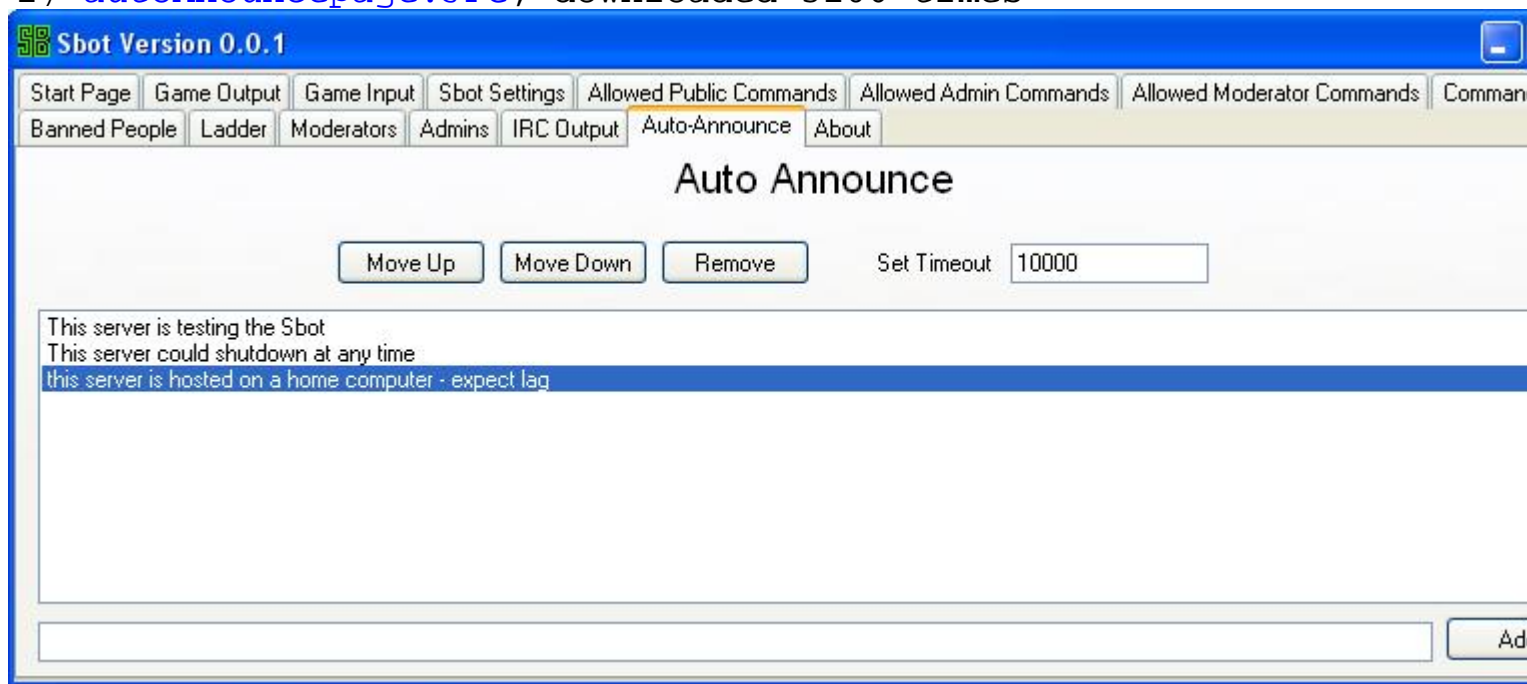 Sbot Version 0.0.1
Start Page Game Output Game Input Sbot Settings Allowed Public Commands Allowed Admin Commands Allowed Moderator Commands
Banned People Ladder Moderators Admins IRC Output Auto-Announce About
Auto Announce
Move Up Move Down Remove Set Timeout 10000
This server is testing the Sbot
This server could shutdown at any time
this server is hosted on a home computer - expect lag